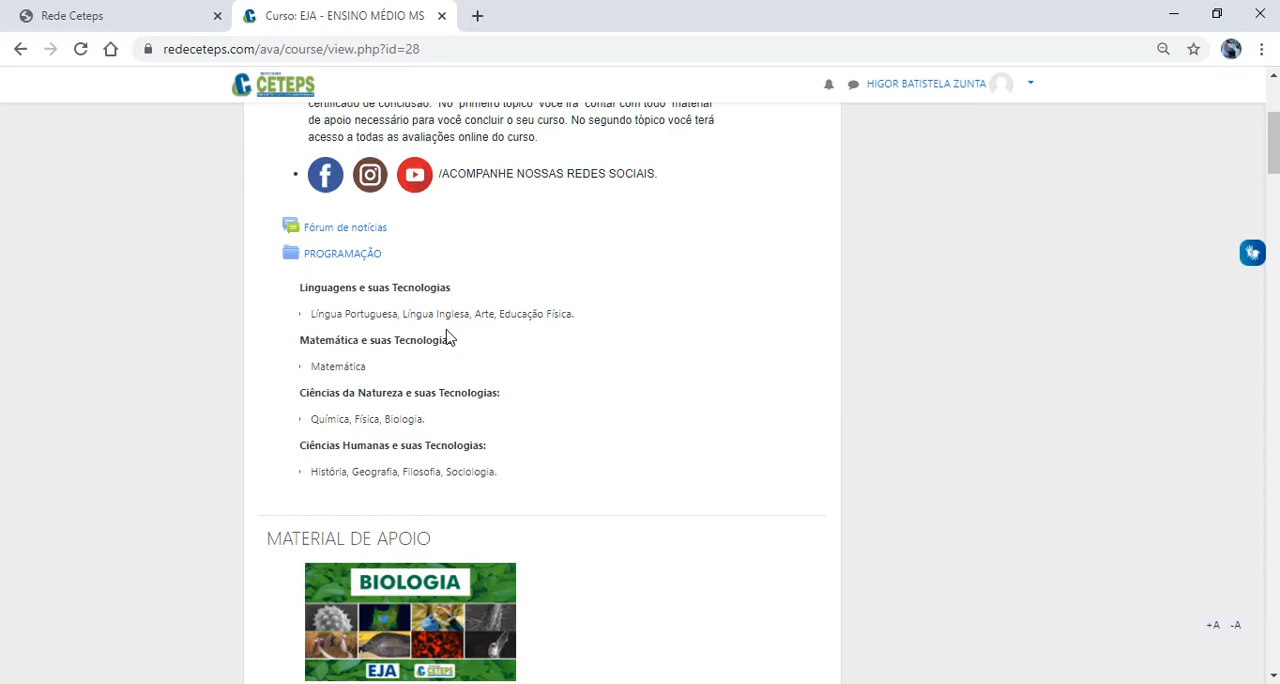 Rede Ceteps
Curso: EJA - ENSINO MÉDIO MS
redeceteps.com/ava/course/view.php?id=28
CETEPS
HIGOR BATISTELA ZUNTA
certificado de conclusão. No primeiro tópico você irá contar com todo material
de apoio necessário para você concluir o seu curso. No segundo tópico você terá
acesso a todas as avaliações online do curso.
/ACOMPANHE NOSSAS REDES SOCIAIS.
Fórum de notícias
PROGRAMAÇÃO
Linguagens e suas Tecnologias
Língua Portuguesa, Língua Inglesa, Arte, Educação Física.
Matemática e suas Tecnologia
Matemática
Ciências da Natureza e suas Tecnologias:
Química, Física, Biologia.
Ciências Humanas e suas Tecnologias:
História, Geografia, Filosofia, Sociologia.
MATERIAL DE APOIO
BIOLOGIA
EJA CETEPS
+A -A